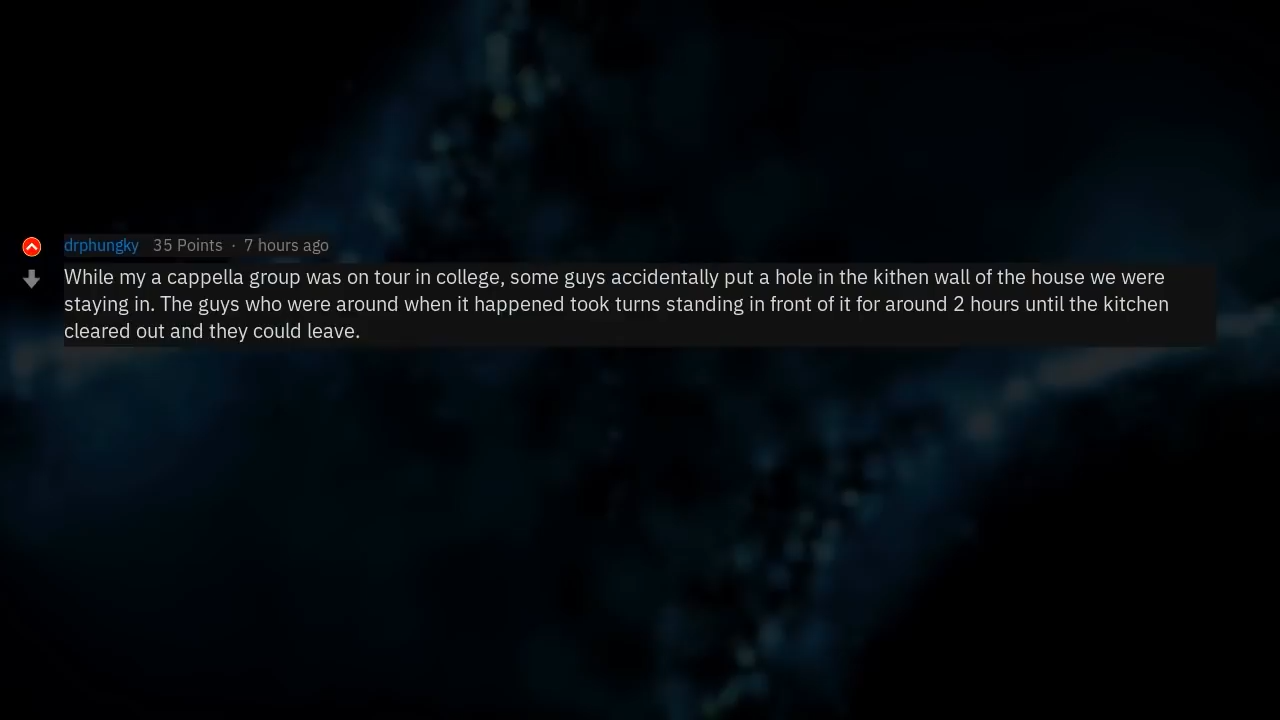 drphungky 35 Points · 7 hours ago
While my a cappella group was on tour in college, some guys accidentally put a hole in the kithen wall of the house we were
staying in. The guys who were around when it happened took turns standing in front of it for around 2 hours until the kitchen
cleared out and they could leave.